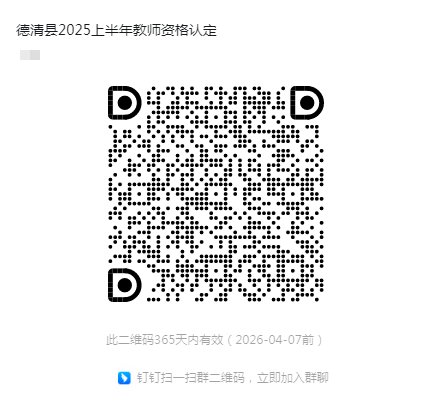 德清县2025上半年教师资格认定
此二维码365天内有效（2026-04-07前）
钉钉扫一扫群二维码，立即加入群聊